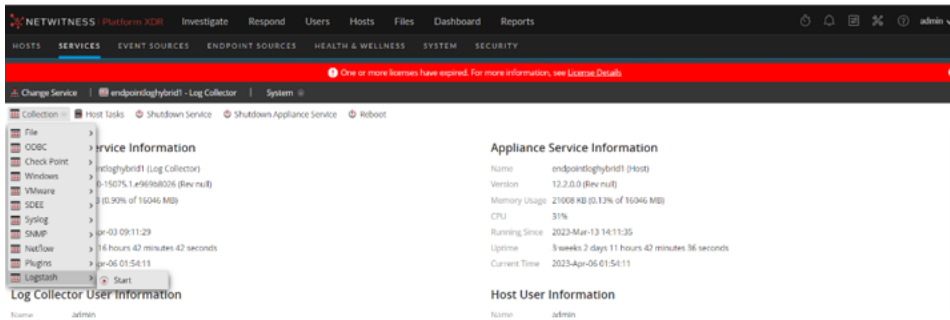 NETWITNESS Platform XDR Investigate Respond Users Hosts Files Dashboard Reports admin
HOSTS SERVICES EVENT SOURCES ENDPOINT SOURCES HEALTH & WELLNESS SYSTEM SECURITY
One or more licenses have expired. For more information, see License Details
Change Service endpointloghybrid1 - Log Collector System
Collection Host Tasks Shutdown Service Shutdown Appliance Service Reboot
File
ODBC
Check Point
Windows
VMware
SDEE
Syslog
SNMP
Netflow
Plugins
Logstash
Start
rvice Information
ntloghybrid1 (Log Collector)
0-15075.1.e969b8026 (Rev null)
(0.90% of 16046 MB)
pr-03 09:11:29
16 hours 42 minutes 42 seconds
pr-06 01:54:11
Log Collector User Information
Name admin
Appliance Service Information
Name endpointloghybrid1 (Host)
Version 12.2.0.0 (Rev null)
Memory Usage 21008 KB (0.13% of 16046 MB)
CPU 31%
Running Since 2023-Mar-13 14:11:35
Uptime 3 weeks 2 days 11 hours 42 minutes 36 seconds
Current Time 2023-Apr-06 01:54:11
Host User Information
Name admin